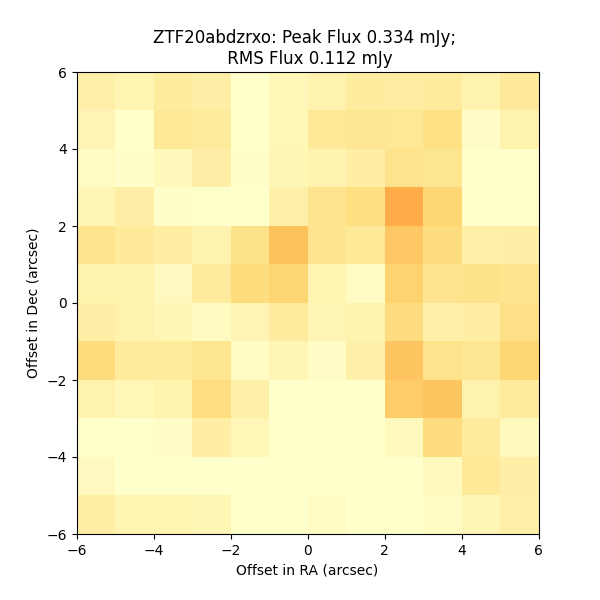 ZTF20abdzrxo: Peak Flux 0.334 mJy;
RMS Flux 0.112 mJy
6
4
2
0
−2
−4
−6
Offset in Dec (arcsec)
−6 −4 −2 0 2 4 6
Offset in RA (arcsec)